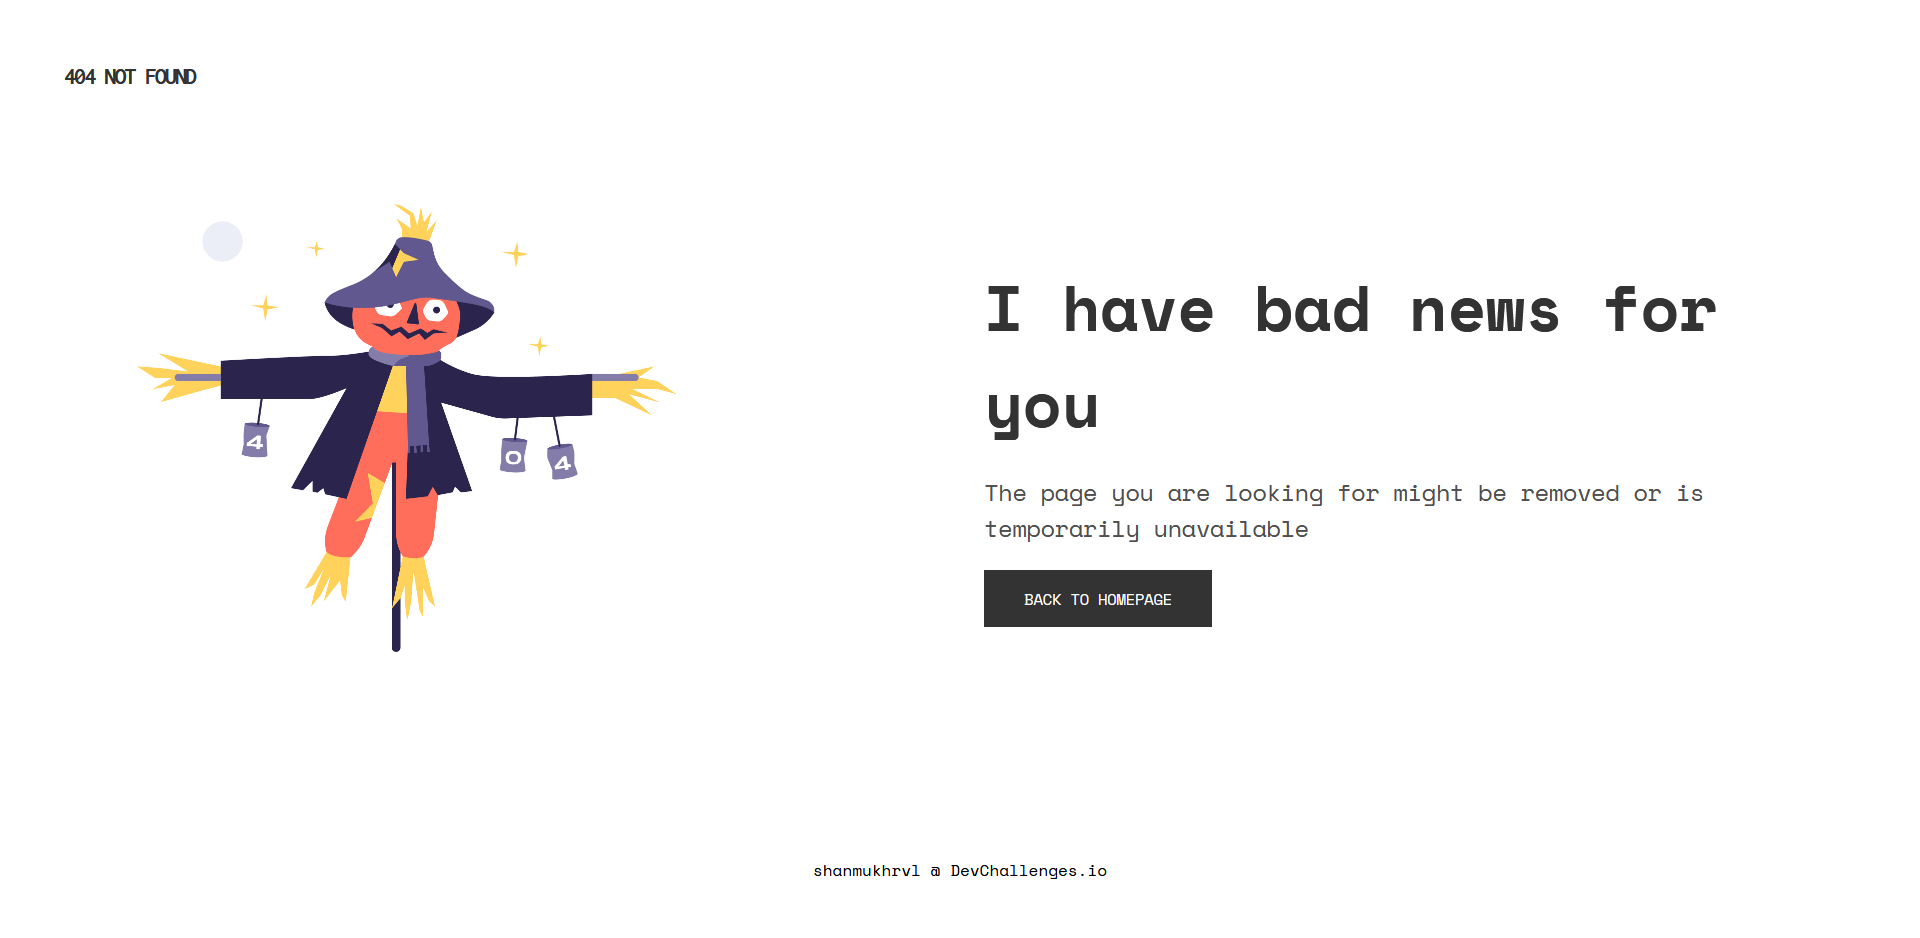 404 NOT FOUND
4
0
4
I have bad news for
you
The page you are looking for might be removed or is
temporarily unavailable
BACK TO HOMEPAGE
shanmukhrvl @ DevChallenges.io